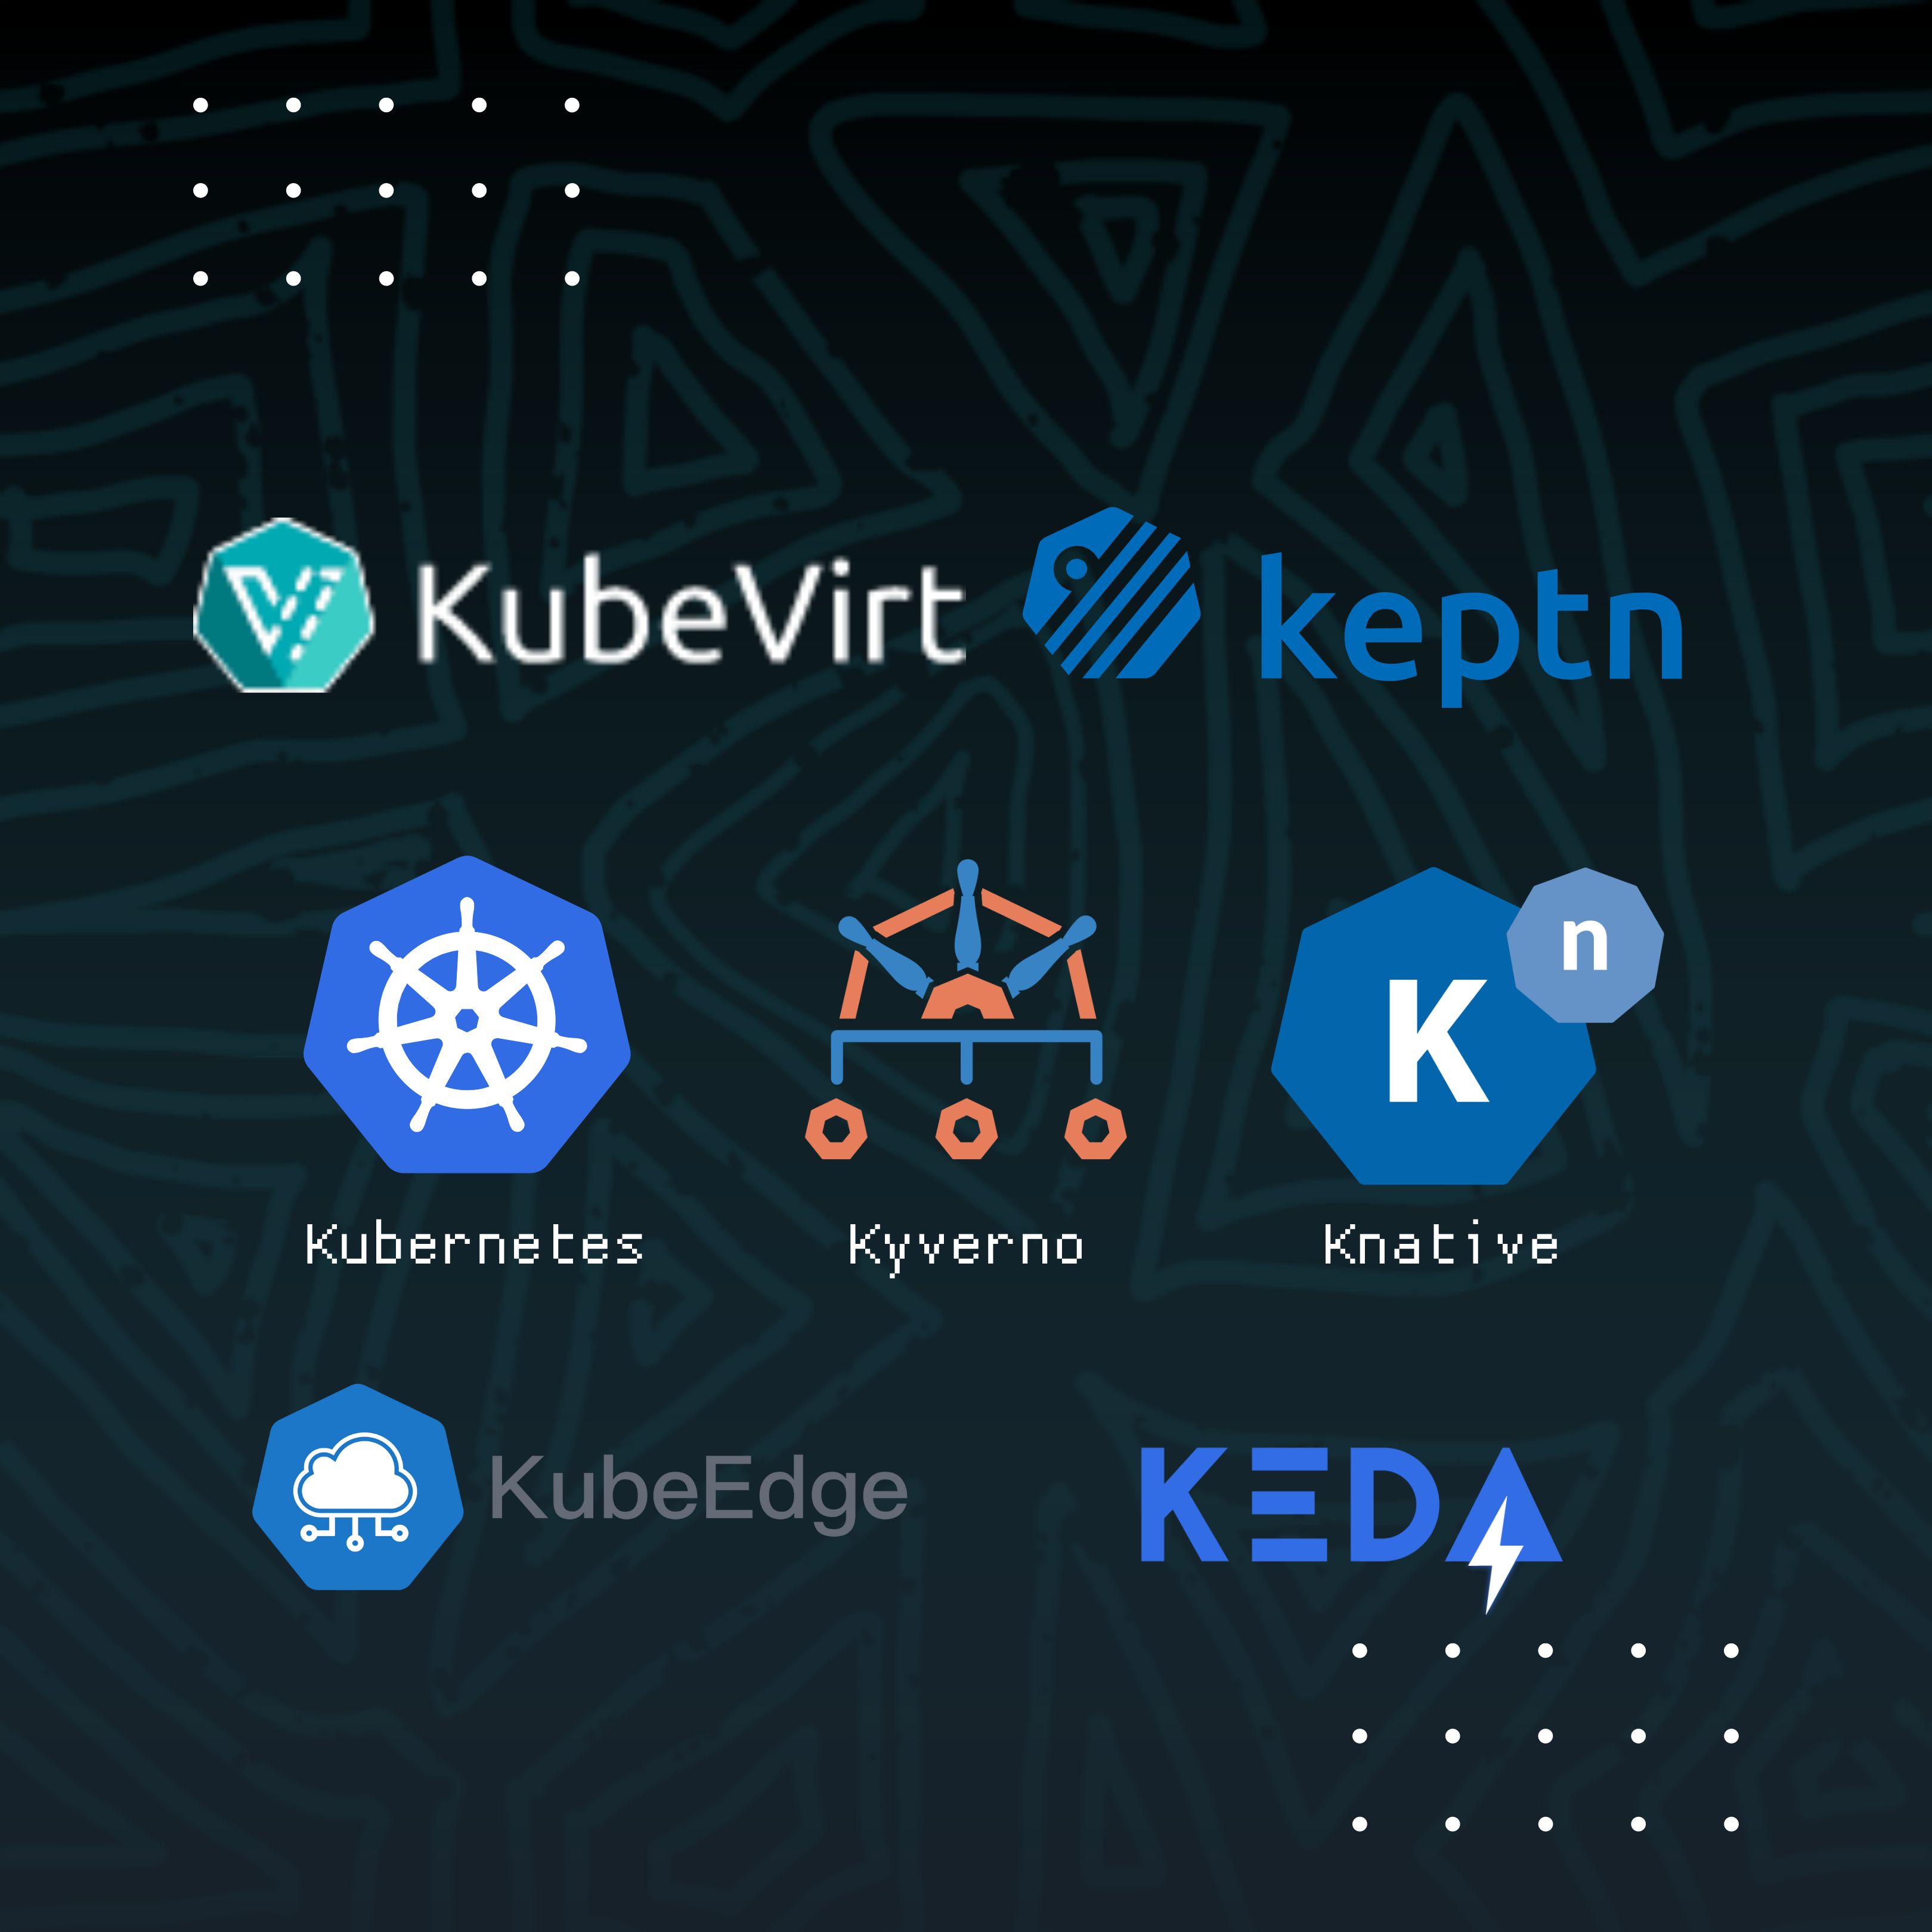 KubeVirt
keptn
K
n
Kubernetes
Kyverno
Knative
KubeEdge
KEDA